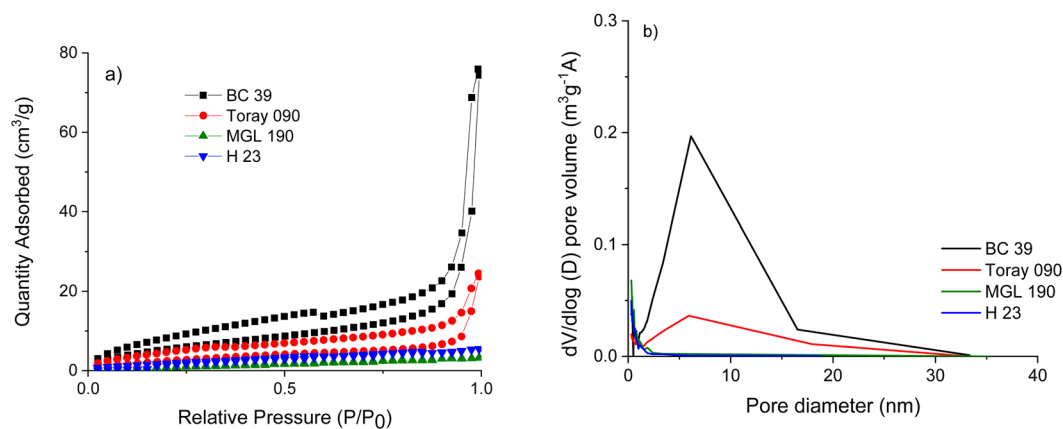 a)
80
60
40
20
0
0.0
0.5
1.0
Quantity Adsorbed (cm³/g)
Relative Pressure (P/P₀)
BC 39
Toray 090
MGL 190
H 23
b)
0.3
0.2
0.1
0.0
0
10
20
30
40
dV/dlog (D) pore volume (m³g⁻¹A)
Pore diameter (nm)
BC 39
Toray 090
MGL 190
H 23